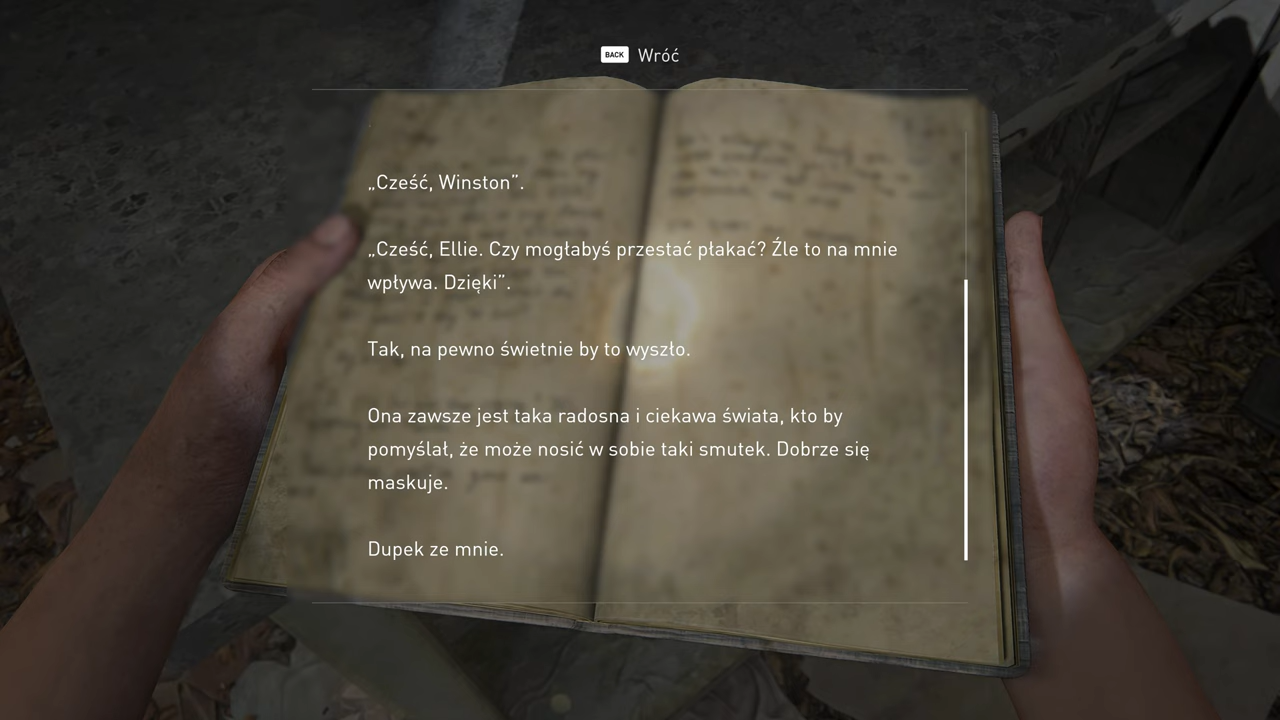 BACK Wróć
„Cześć, Winston”.
„Cześć, Ellie. Czy mogłabyś przestać płakać? Źle to na mnie
wpływa. Dzięki”.
Tak, na pewno świetnie by to wyszło.
Ona zawsze jest taka radosna i ciekawa świata, kto by
pomyślał, że może nosić w sobie taki smutek. Dobrze się
maskuje.
Dupek ze mnie.